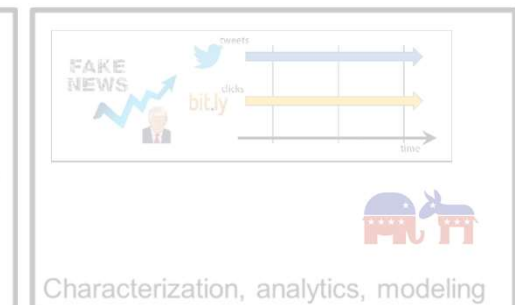 tweets
FAKE
NEWS
clicks
bit.ly
time
Characterization, analytics, modeling